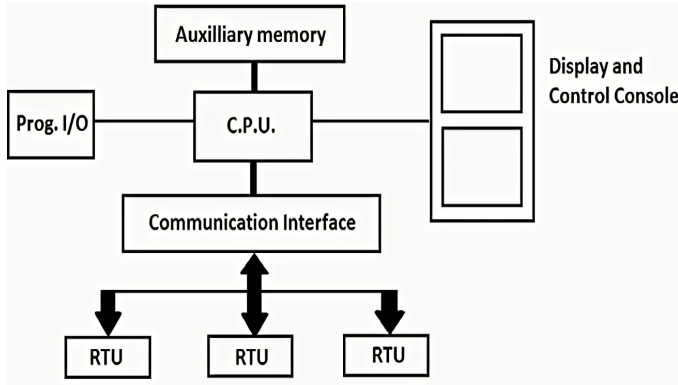 Auxilliary memory
Prog. I/O
C.P.U.
Display and
Control Console
Communication Interface
RTU
RTU
RTU